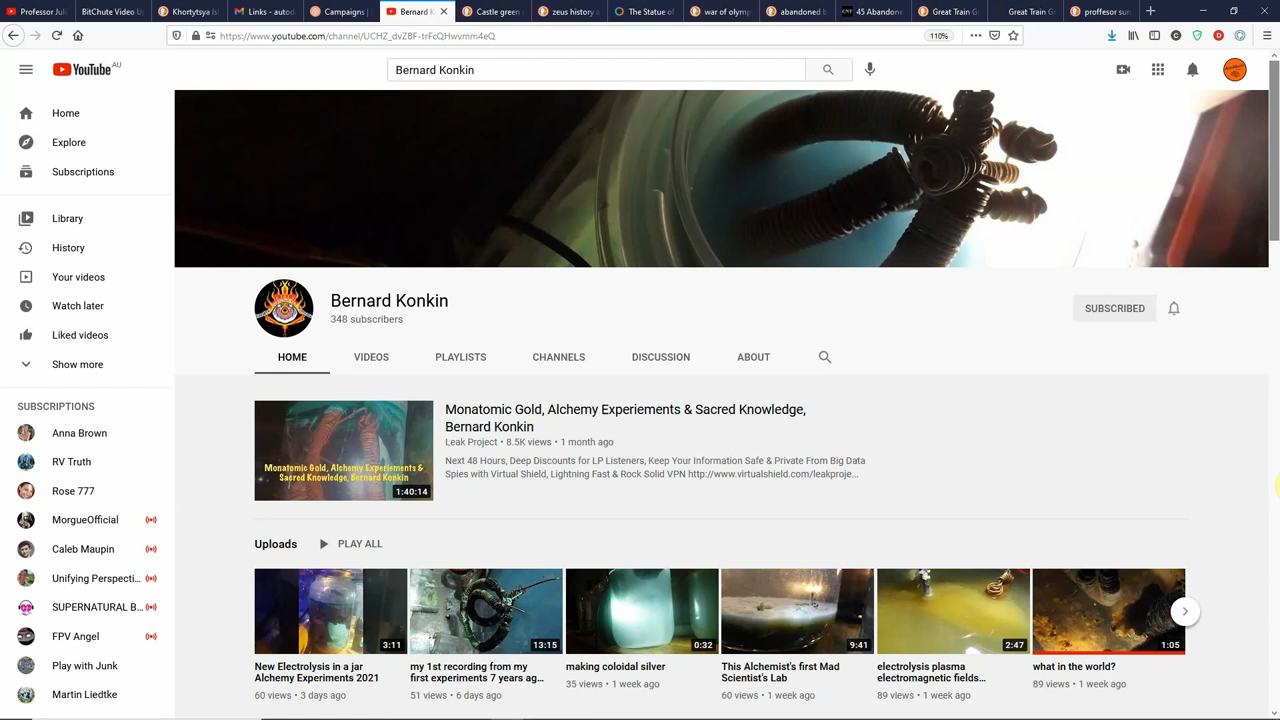 Professor Juli
BitChute Video U
Khortytsya Isl
Links - autod
Campaigns |
Bernard K
Castle green
zeus history a
The Statue of
war of olymp
abandoned b
CNT
45 Abandone
Great Train Gr
Great Train Gr
proffesor sun
https://www.youtube.com/channel/UCHZ_dvZBF-trFcQHwvmm4eQ
110%
YouTube AU
Bernard Konkin
Home
Explore
Subscriptions
Library
History
Your videos
Watch later
Liked videos
Show more
SUBSCRIPTIONS
Anna Brown
RV Truth
Rose 777
MorgueOfficial
Caleb Maupin
Unifying Perspecti...
SUPERNATURAL B...
FPV Angel
Play with Junk
Martin Liedtke
Bernard Konkin
348 subscribers
SUBSCRIBED
HOME VIDEOS PLAYLISTS CHANNELS DISCUSSION ABOUT
Monatomic Gold, Alchemy Experiements &
Sacred Knowledge, Bernard Konkin
1:40:14
Monatomic Gold, Alchemy Experiements & Sacred Knowledge,
Bernard Konkin
Leak Project • 8.5K views • 1 month ago
Next 48 Hours, Deep Discounts for LP Listeners, Keep Your Information Safe & Private From Big Data
Spies with Virtual Shield, Lightning Fast & Rock Solid VPN http://www.virtualshield.com/leakproje...
Uploads PLAY ALL
3:11
New Electrolysis in a jar
Alchemy Experiments 2021
60 views • 3 days ago
13:15
my 1st recording from my
first experiments 7 years ag...
51 views • 6 days ago
0:32
making coloidal silver
35 views • 1 week ago
9:41
This Alchemist's first Mad
Scientist's Lab
60 views • 1 week ago
2:47
electrolysis plasma
electromagnetic fields...
89 views • 1 week ago
1:05
what in the world?
89 views • 1 week ago